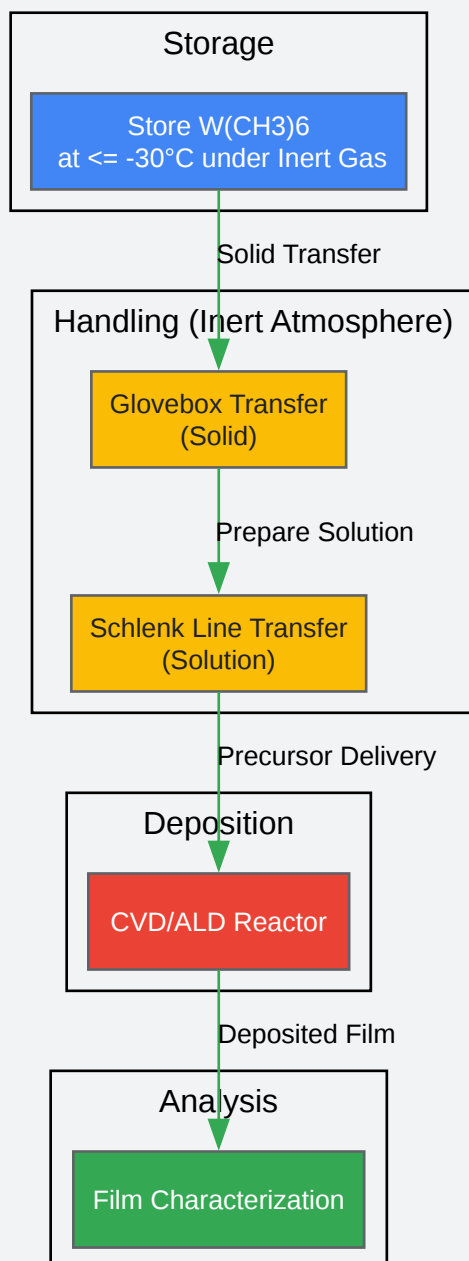 Storage
Store W(CH3)6
at <= -30°C under Inert Gas
Solid Transfer
Handling (Inert Atmosphere)
Glovebox Transfer
(Solid)
Prepare Solution
Schlenk Line Transfer
(Solution)
Precursor Delivery
Deposition
CVD/ALD Reactor
Deposited Film
Analysis
Film Characterization